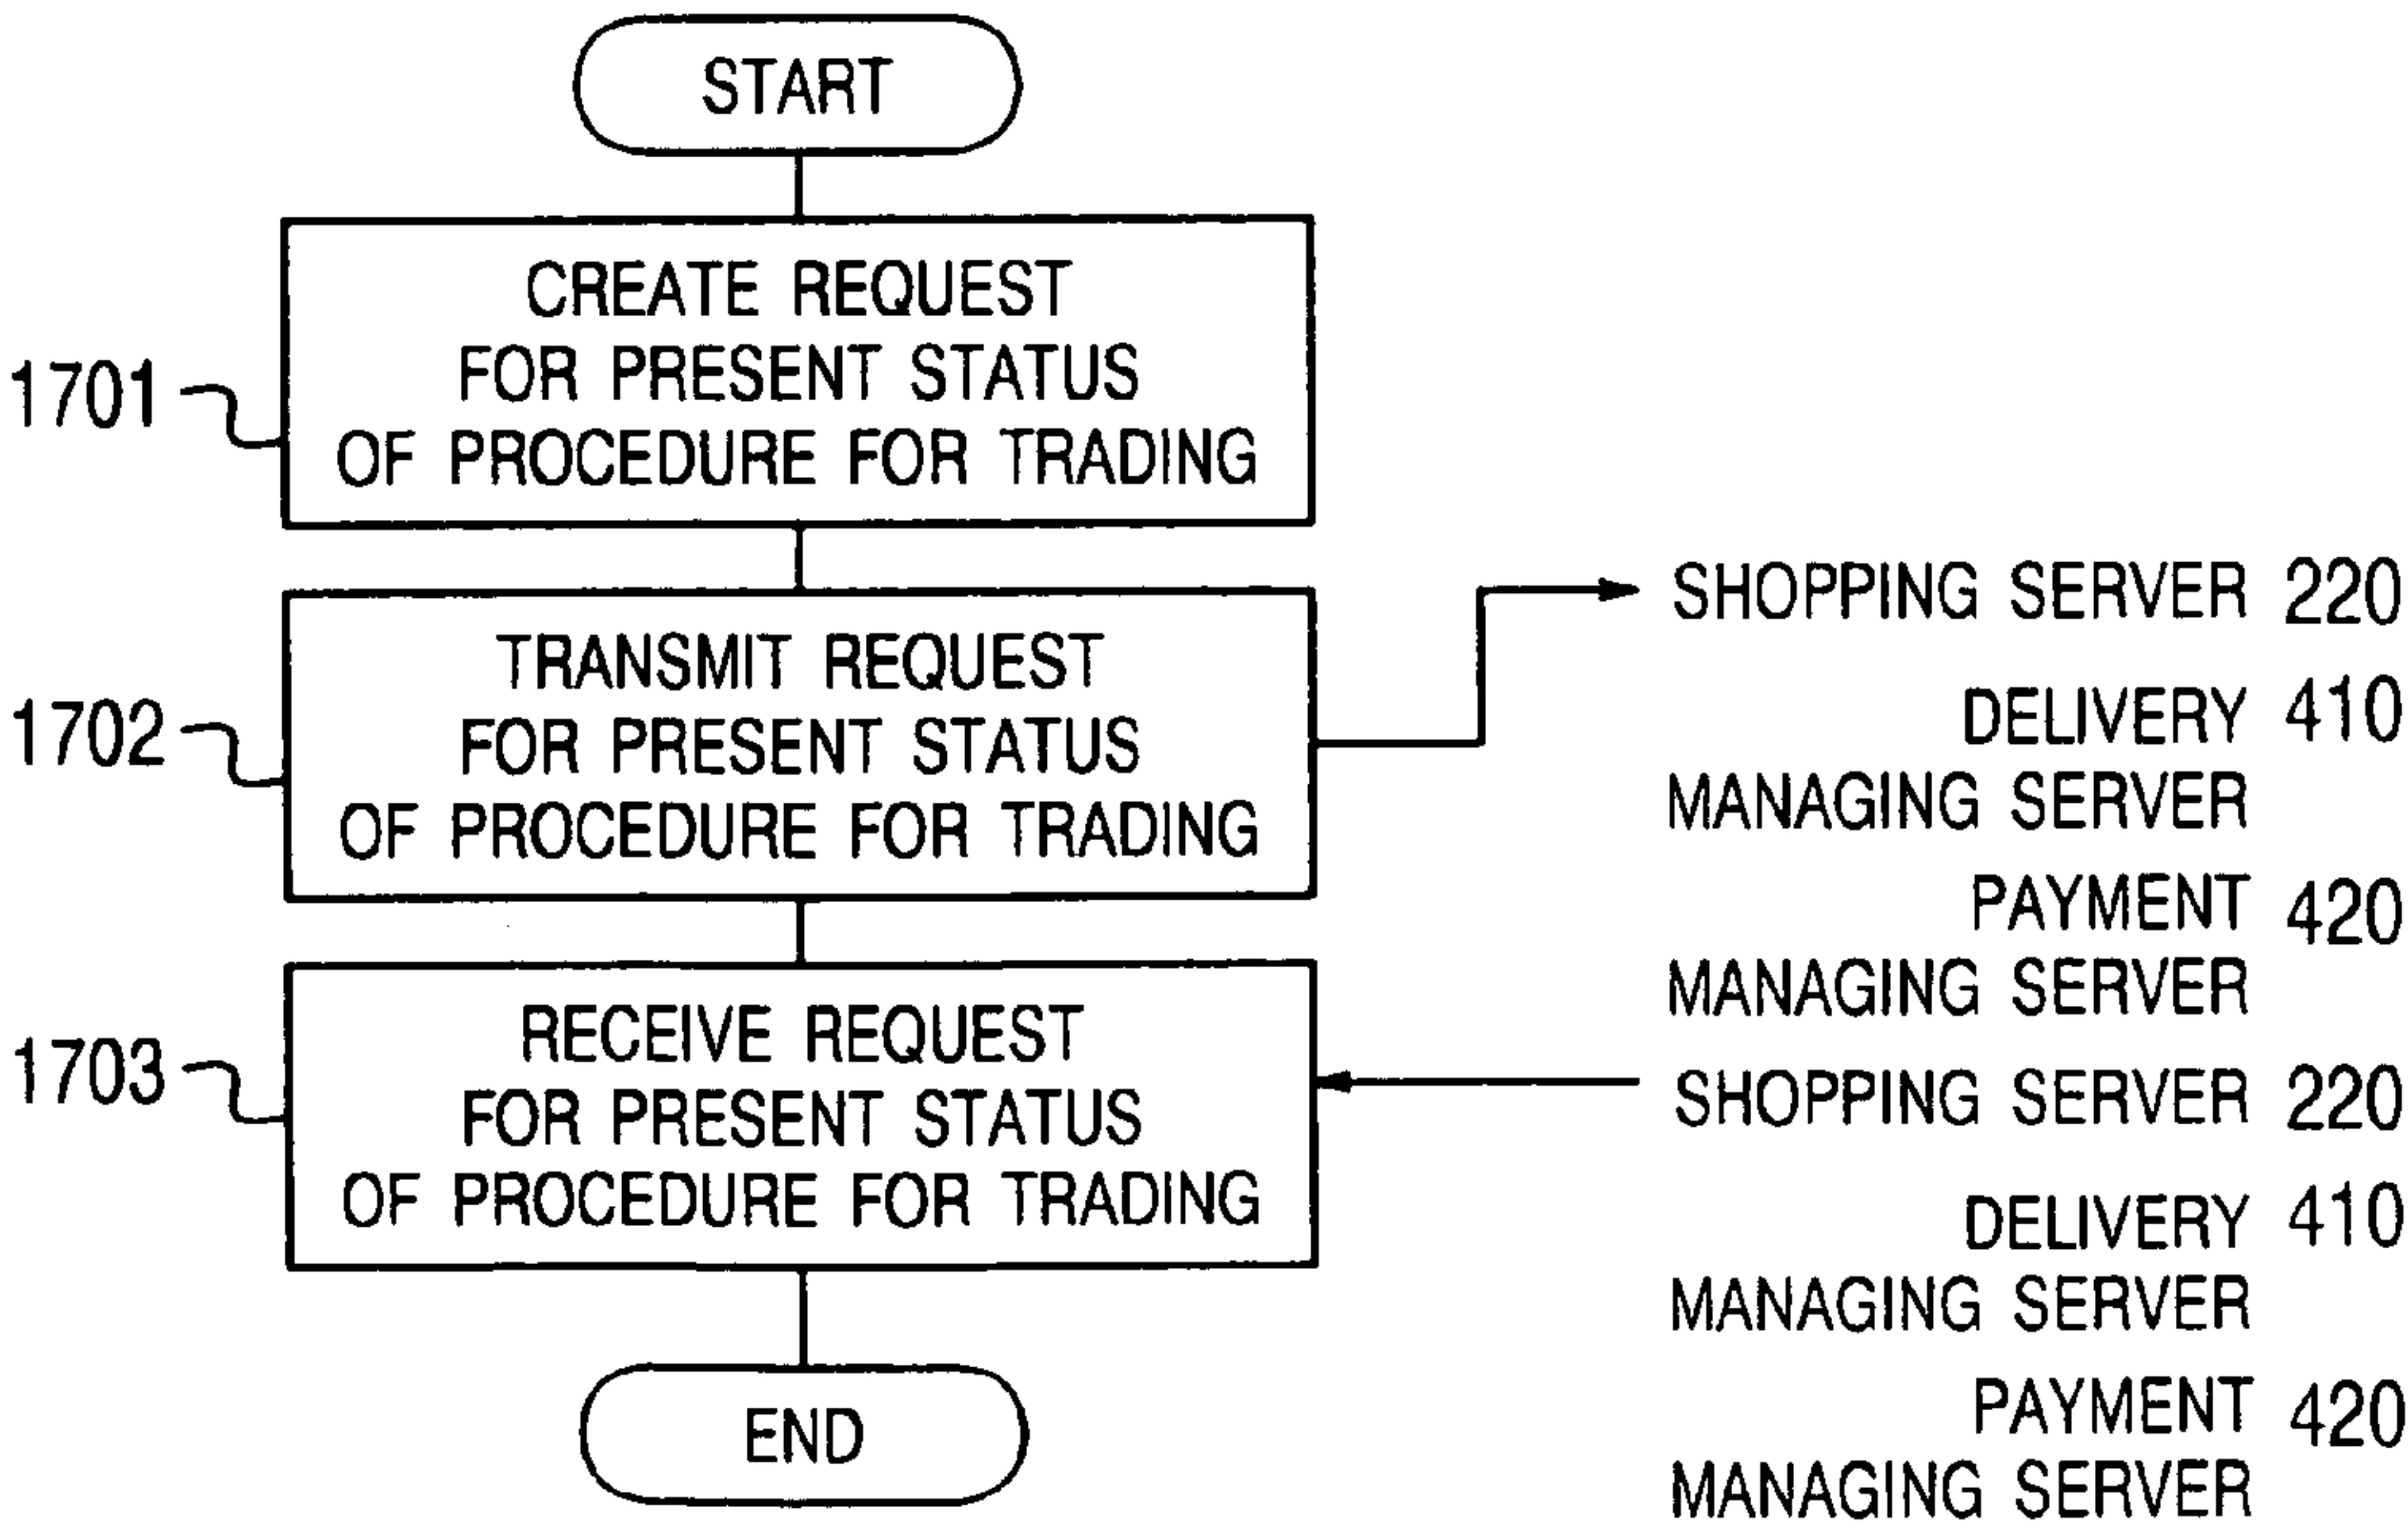 START
CREATE REQUEST
FOR PRESENT STATUS
OF PROCEDURE FOR TRADING
1701
TRANSMIT REQUEST
FOR PRESENT STATUS
OF PROCEDURE FOR TRADING
1702
SHOPPING SERVER 220
DELIVERY 410
MANAGING SERVER
PAYMENT 420
MANAGING SERVER
RECEIVE REQUEST
FOR PRESENT STATUS
OF PROCEDURE FOR TRADING
1703
SHOPPING SERVER 220
DELIVERY 410
MANAGING SERVER
PAYMENT 420
MANAGING SERVER
END